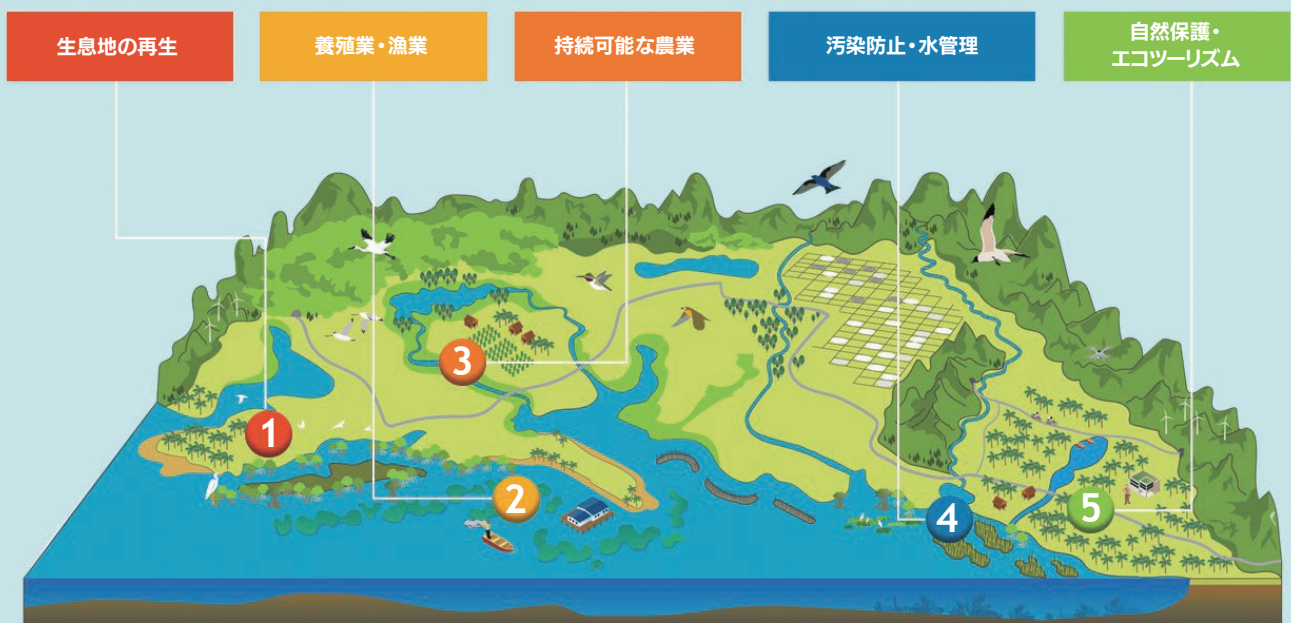 生息地の再生
養殖業・漁業
持続可能な農業
汚染防止・水管理
自然保護・
エコツーリズム
3
1
2
4
5